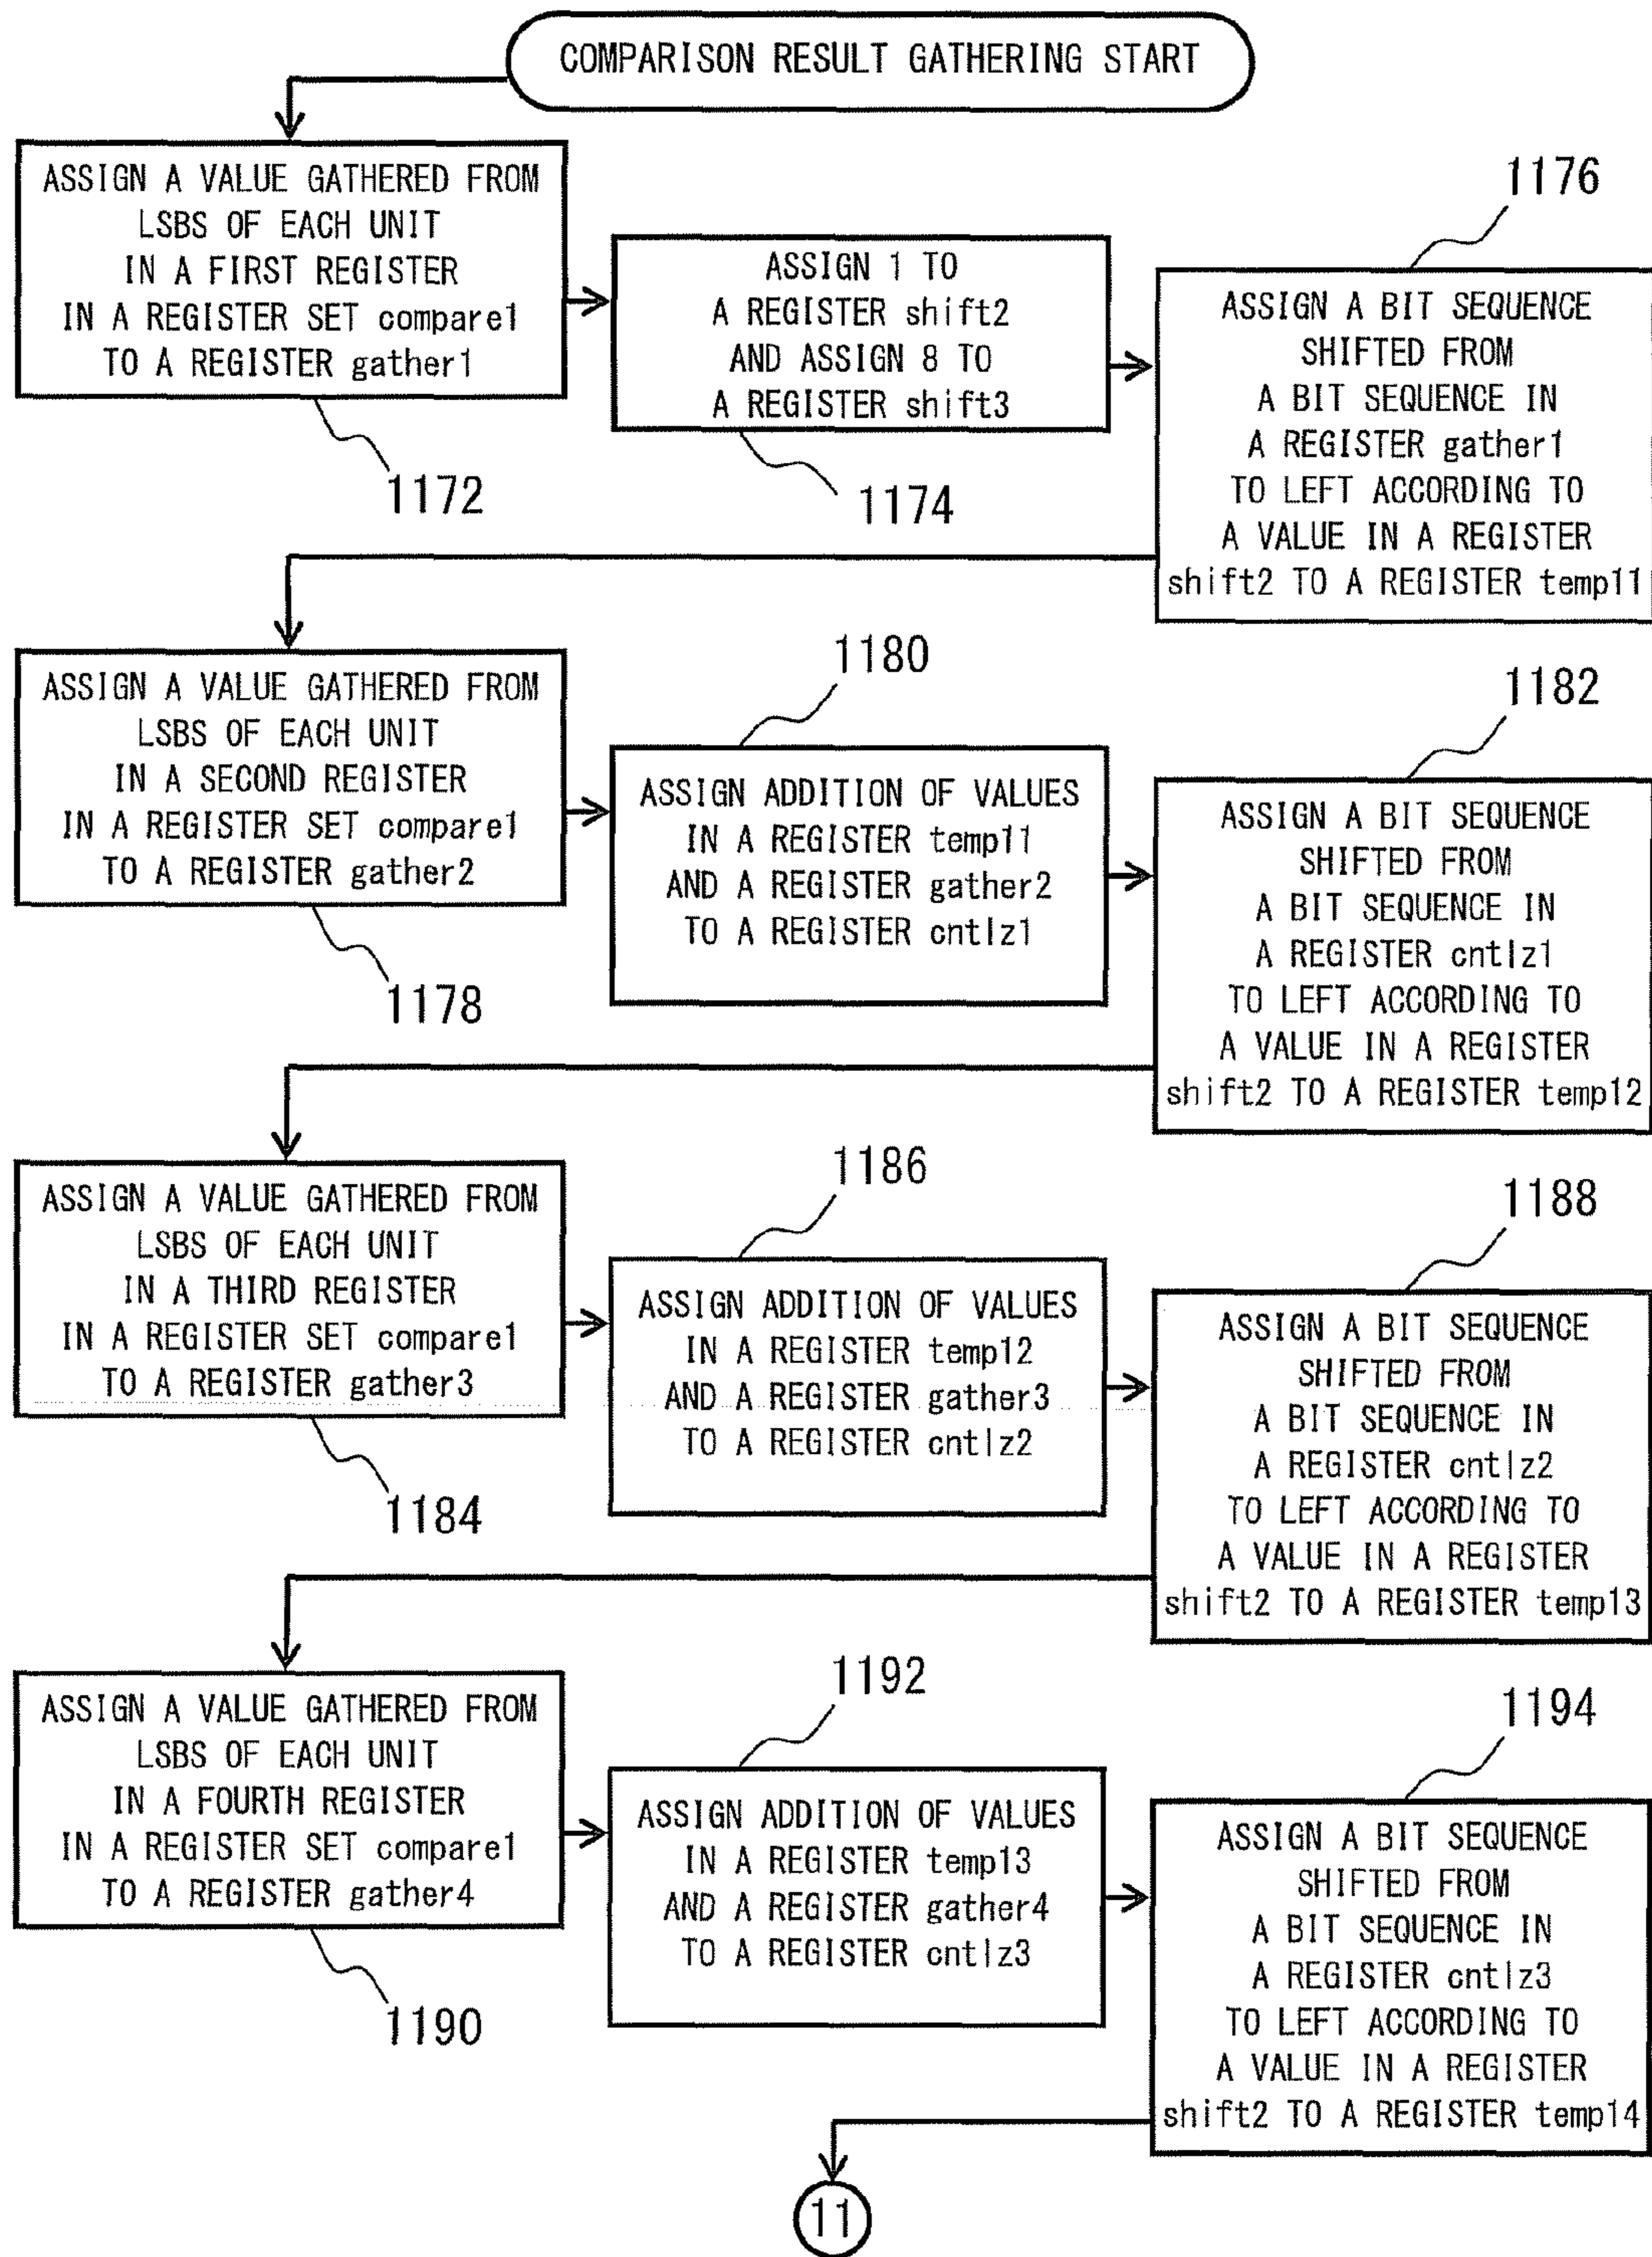 COMPARISON RESULT GATHERING START
ASSIGN A VALUE GATHERED FROM
LSBS OF EACH UNIT
IN A FIRST REGISTER
IN A REGISTER SET compare1
TO A REGISTER gather1
1172
ASSIGN 1 TO
A REGISTER shift2
AND ASSIGN 8 TO
A REGISTER shift3
1174
1176
ASSIGN A BIT SEQUENCE
SHIFTED FROM
A BIT SEQUENCE IN
A REGISTER gather1
TO LEFT ACCORDING TO
A VALUE IN A REGISTER
shift2 TO A REGISTER temp11
ASSIGN A VALUE GATHERED FROM
LSBS OF EACH UNIT
IN A SECOND REGISTER
IN A REGISTER SET compare1
TO A REGISTER gather2
1178
1180
ASSIGN ADDITION OF VALUES
IN A REGISTER temp11
AND A REGISTER gather2
TO A REGISTER cntlz1
1182
ASSIGN A BIT SEQUENCE
SHIFTED FROM
A BIT SEQUENCE IN
A REGISTER cntlz1
TO LEFT ACCORDING TO
A VALUE IN A REGISTER
shift2 TO A REGISTER temp12
ASSIGN A VALUE GATHERED FROM
LSBS OF EACH UNIT
IN A THIRD REGISTER
IN A REGISTER SET compare1
TO A REGISTER gather3
1184
1186
ASSIGN ADDITION OF VALUES
IN A REGISTER temp12
AND A REGISTER gather3
TO A REGISTER cntlz2
1188
ASSIGN A BIT SEQUENCE
SHIFTED FROM
A BIT SEQUENCE IN
A REGISTER cntlz2
TO LEFT ACCORDING TO
A VALUE IN A REGISTER
shift2 TO A REGISTER temp13
ASSIGN A VALUE GATHERED FROM
LSBS OF EACH UNIT
IN A FOURTH REGISTER
IN A REGISTER SET compare1
TO A REGISTER gather4
1190
1192
ASSIGN ADDITION OF VALUES
IN A REGISTER temp13
AND A REGISTER gather4
TO A REGISTER cntlz3
1194
ASSIGN A BIT SEQUENCE
SHIFTED FROM
A BIT SEQUENCE IN
A REGISTER cntlz3
TO LEFT ACCORDING TO
A VALUE IN A REGISTER
shift2 TO A REGISTER temp14
11